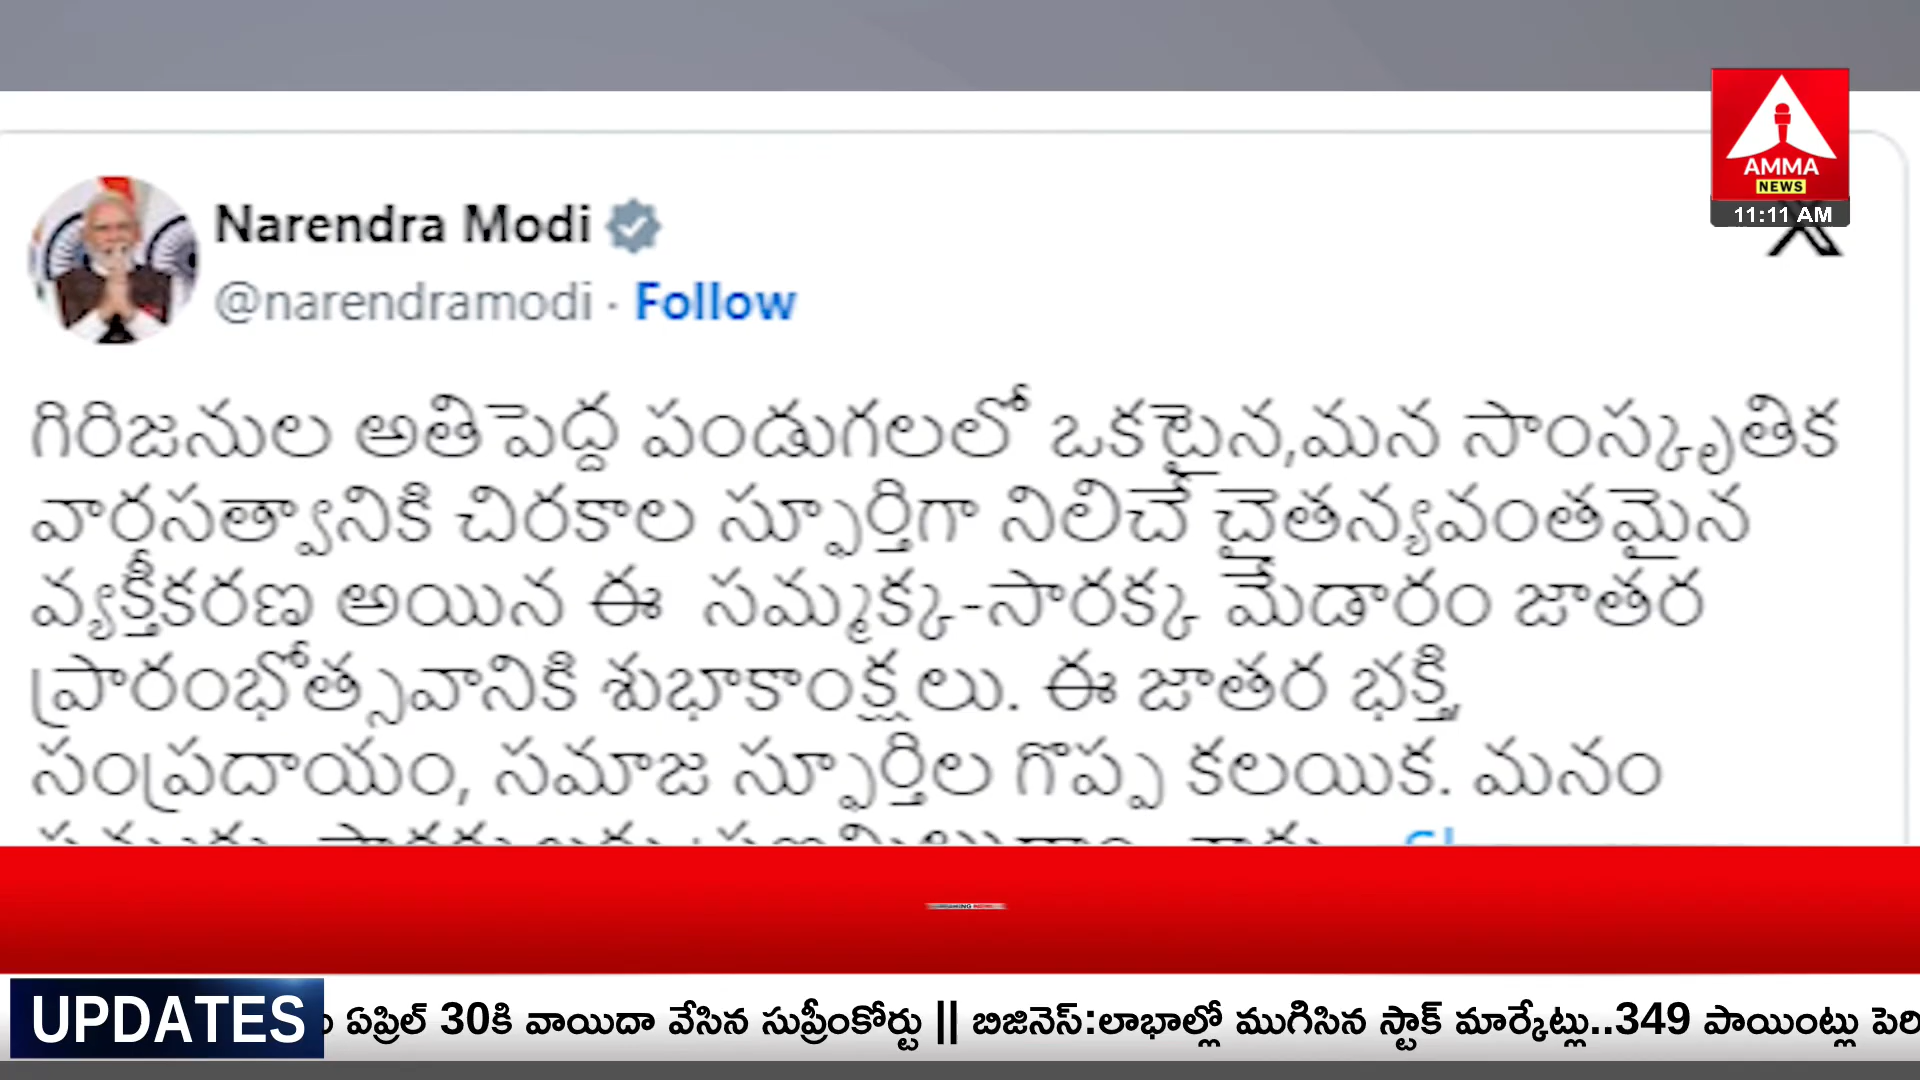 AMMA
NEWS
11:11 AM
Narendra Modi
@narendramodi · Follow
గిరిజనుల అతిపెద్ద పండుగలలో ఒకటైన,మన సాంస్కృతిక
వారసత్వానికి చిరకాల స్ఫూర్తిగా నిలిచే చైతన్యవంతమైన
వ్యక్తీకరణ అయిన ఈ సమ్మక్క-సారక్క మేడారం జాతర
ప్రారంభోత్సవానికి శుభాకాంక్షలు. ఈ జాతర భక్తి,
సంప్రదాయం, సమాజ స్ఫూర్తిల గొప్ప కలయిక. మనం
UPDATES
ఏప్రిల్ 30కి వాయిదా వేసిన సుప్రీంకోర్టు || బిజినెస్:లాభాల్లో ముగిసిన స్టాక్ మార్కేట్లు..349 పాయింట్లు